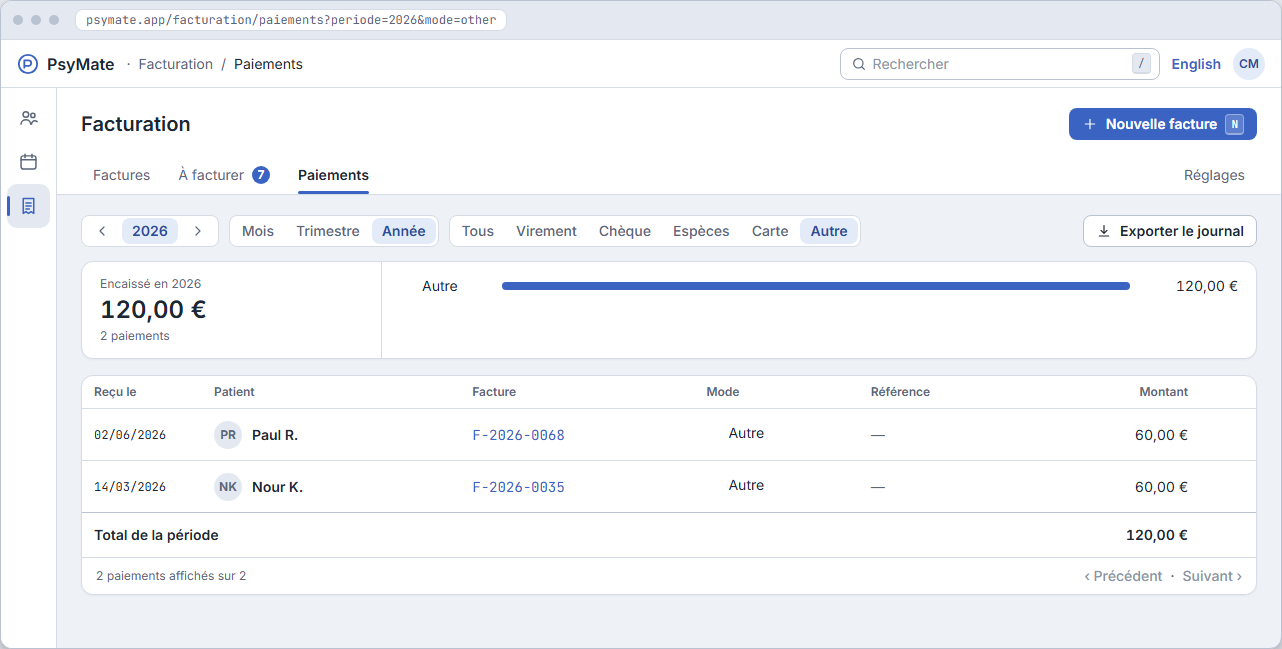 psymate.app/facturation/paiements?periode=2026&mode=other
PsyMate · Facturation / Paiements
Rechercher /
English
CM
Facturation
+ Nouvelle facture N
Factures À facturer 7 Paiements Réglages
‹ 2026 › Mois Trimestre Année Tous Virement Chèque Espèces Carte Autre Exporter le journal
Encaissé en 2026
120,00 €
2 paiements
Autre 120,00 €
Reçu le Patient Facture Mode Référence Montant
02/06/2026 PR Paul R. F-2026-0068 Autre — 60,00 €
14/03/2026 NK Nour K. F-2026-0035 Autre — 60,00 €
Total de la période 120,00 €
2 paiements affichés sur 2 ‹ Précédent · Suivant ›